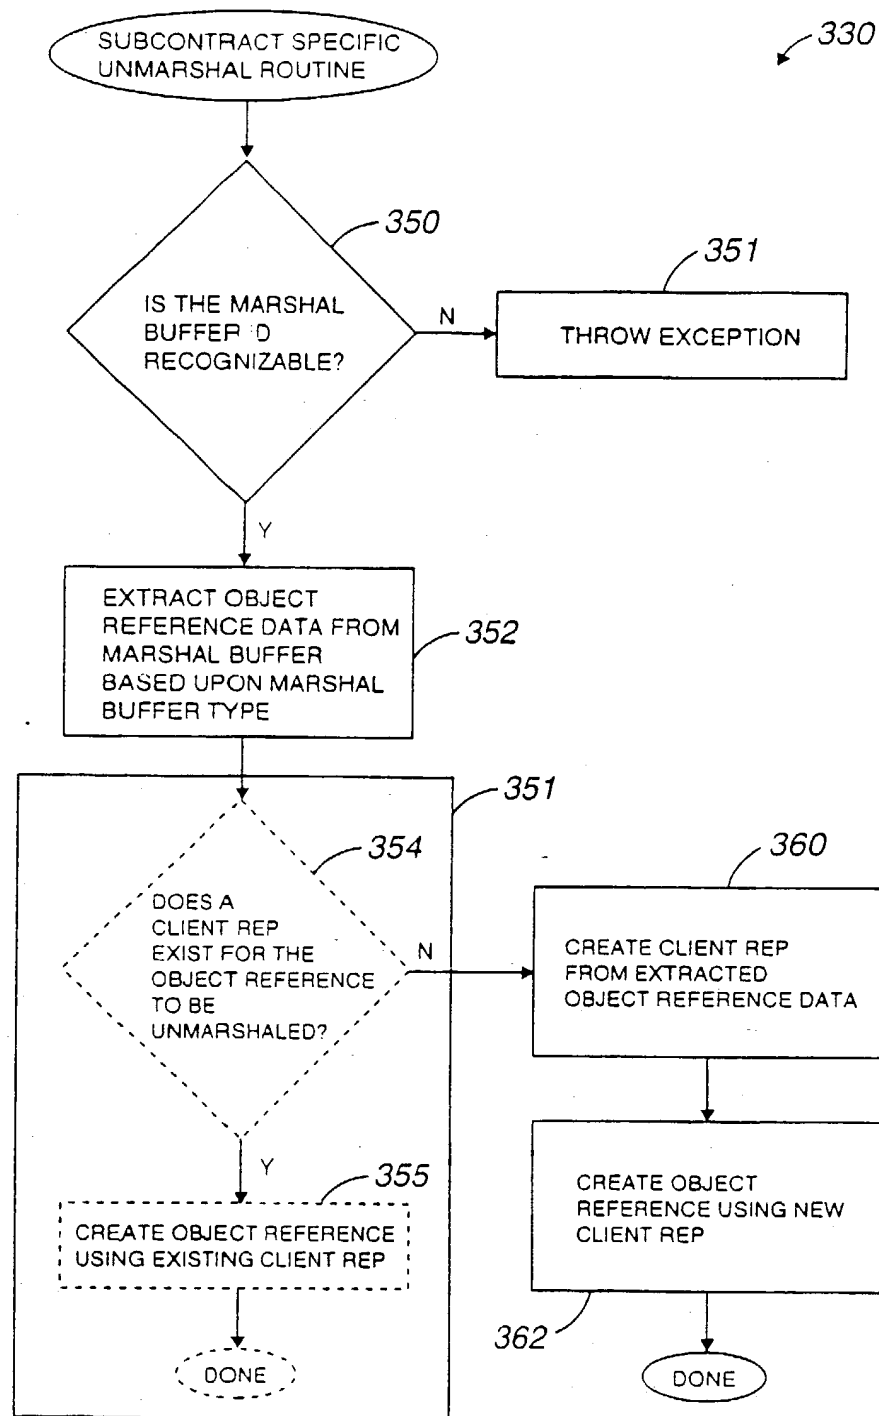 SUBCONTRACT SPECIFIC
UNMARSHAL ROUTINE
330
350
IS THE MARSHAL
BUFFER ID
RECOGNIZABLE?
N
351
THROW EXCEPTION
Y
EXTRACT OBJECT
REFERENCE DATA FROM
MARSHAL BUFFER
BASED UPON MARSHAL
BUFFER TYPE
352
351
354
DOES A
CLIENT REP
EXIST FOR THE
OBJECT REFERENCE
TO BE
UNMARSHALED?
N
360
CREATE CLIENT REP
FROM EXTRACTED
OBJECT REFERENCE DATA
Y
355
CREATE OBJECT REFERENCE
USING EXISTING CLIENT REP
CREATE OBJECT
REFERENCE USING NEW
CLIENT REP
362
DONE
DONE